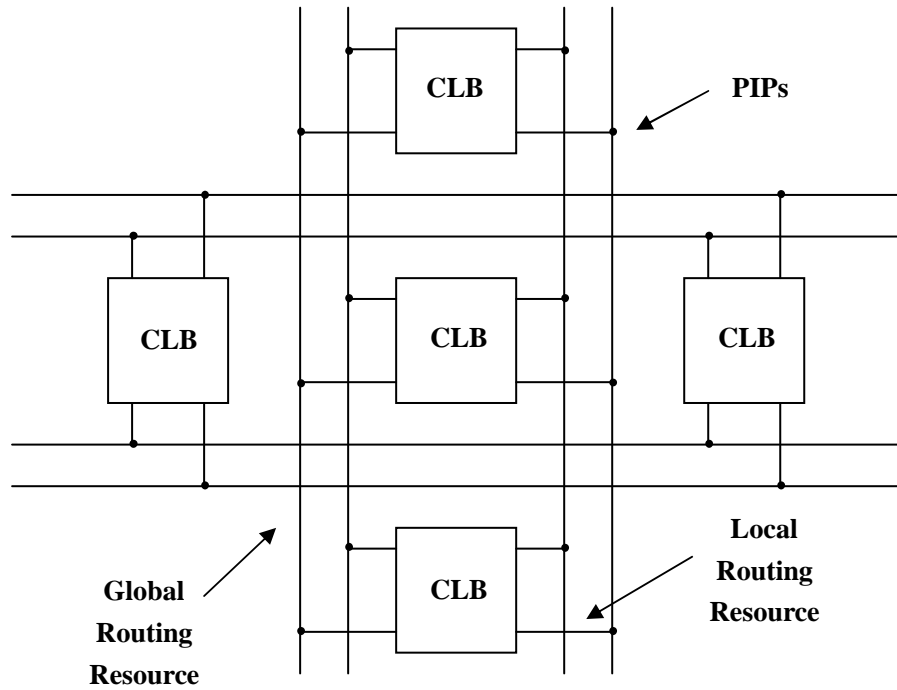 CLB
PIPs
CLB
CLB
CLB
Global
Routing
Resource
CLB
Local
Routing
Resource